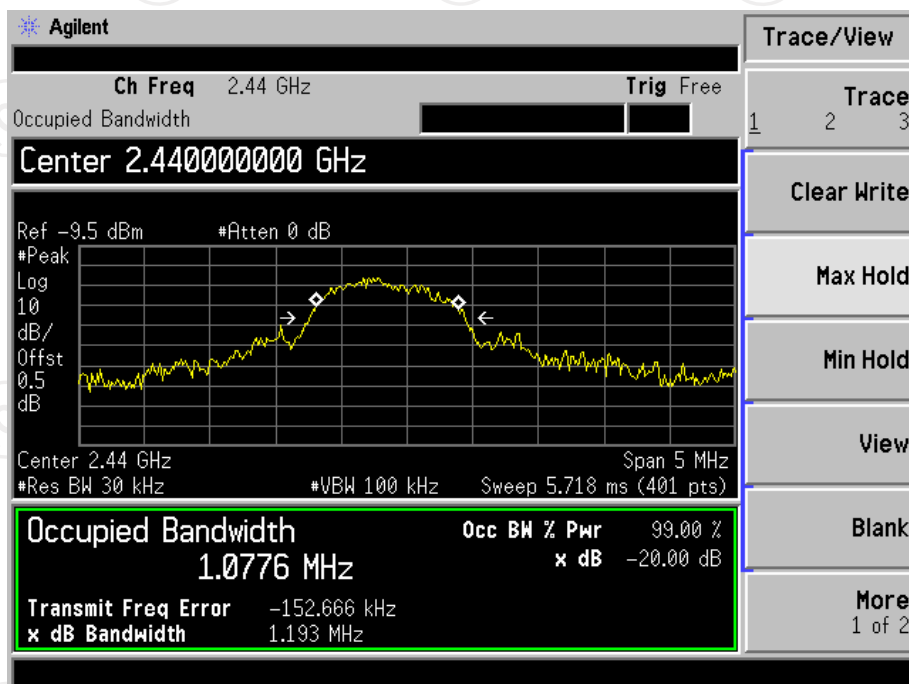 Agilent
Trace/View
Ch Freq 2.44 GHz Trig Free
Occupied Bandwidth
Center 2.440000000 GHz
Ref -9.5 dBm #Atten 0 dB
#Peak
Log
10
dB/
Offst
0.5
dB
Center 2.44 GHz Span 5 MHz
#Res BW 30 kHz #VBW 100 kHz Sweep 5.718 ms (401 pts)
Occupied Bandwidth Occ BW % Pwr 99.00 %
1.0776 MHz x dB -20.00 dB
Transmit Freq Error -152.666 kHz
x dB Bandwidth 1.193 MHz
Trace
1 2 3
Clear Write
Max Hold
Min Hold
View
Blank
More
1 of 2